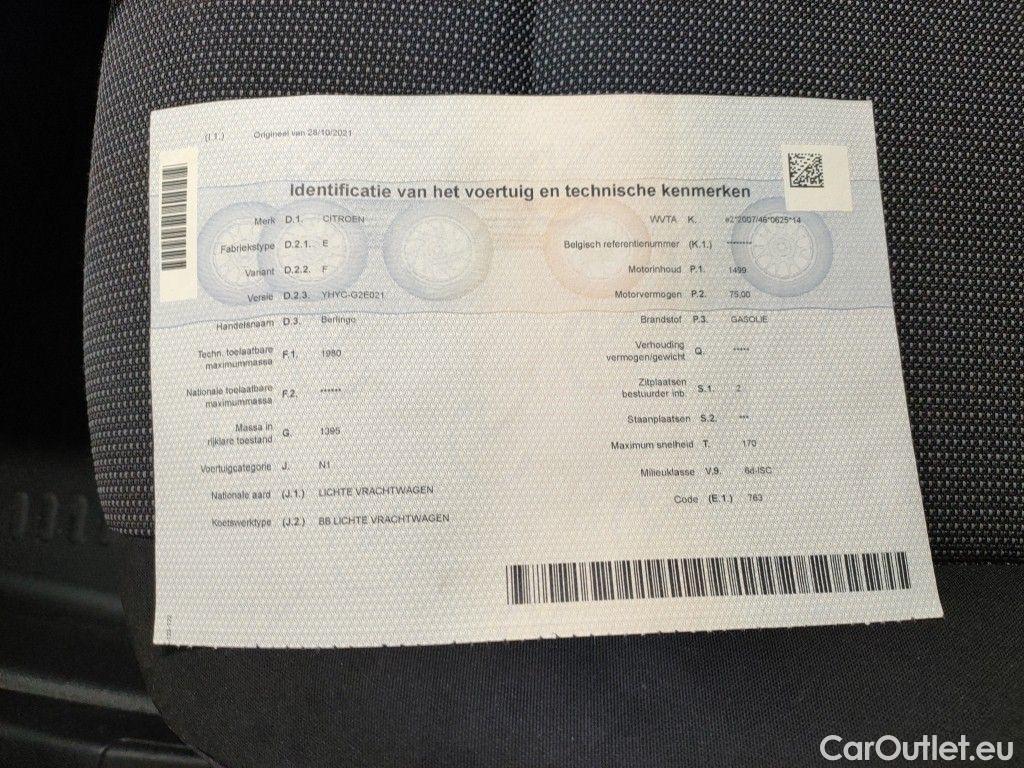 (I.1.) Origineel van 28/10/2021
Identificatie van het voertuig en technische kenmerken
Merk D.1. CITROEN
Fabriekstype D.2.1. E
Variant D.2.2. F
Versie D.2.3. YHYC-G2E021
Handelsnaam D.3. Berlingo
Techn. toelaatbare
maximummassa F.1. 1980
Nationale toelaatbare
maximummassa F.2. ******
Massa in
rijklare toestand G. 1395
Voertuigcategorie J. N1
Nationale aard (J.1.) LICHTE VRACHTWAGEN
Koetswerktype (J.2.) BB LICHTE VRACHTWAGEN
WVTA K. e2*2007/46*0625*14
Belgisch referentienummer (K.1.) ********
Motorinhoud P.1. 1499
Motorvermogen P.2. 75,00
Brandstof P.3. GASOLIE
Verhouding
vermogen/gewicht Q. *****
Zitplaatsen
bestuurder inb. S.1. 2
Staanplaatsen S.2. ***
Maximum snelheid T. 170
Milieuklasse V.9. 6d-ISC
Code (E.1.) 763
CarOutlet.eu